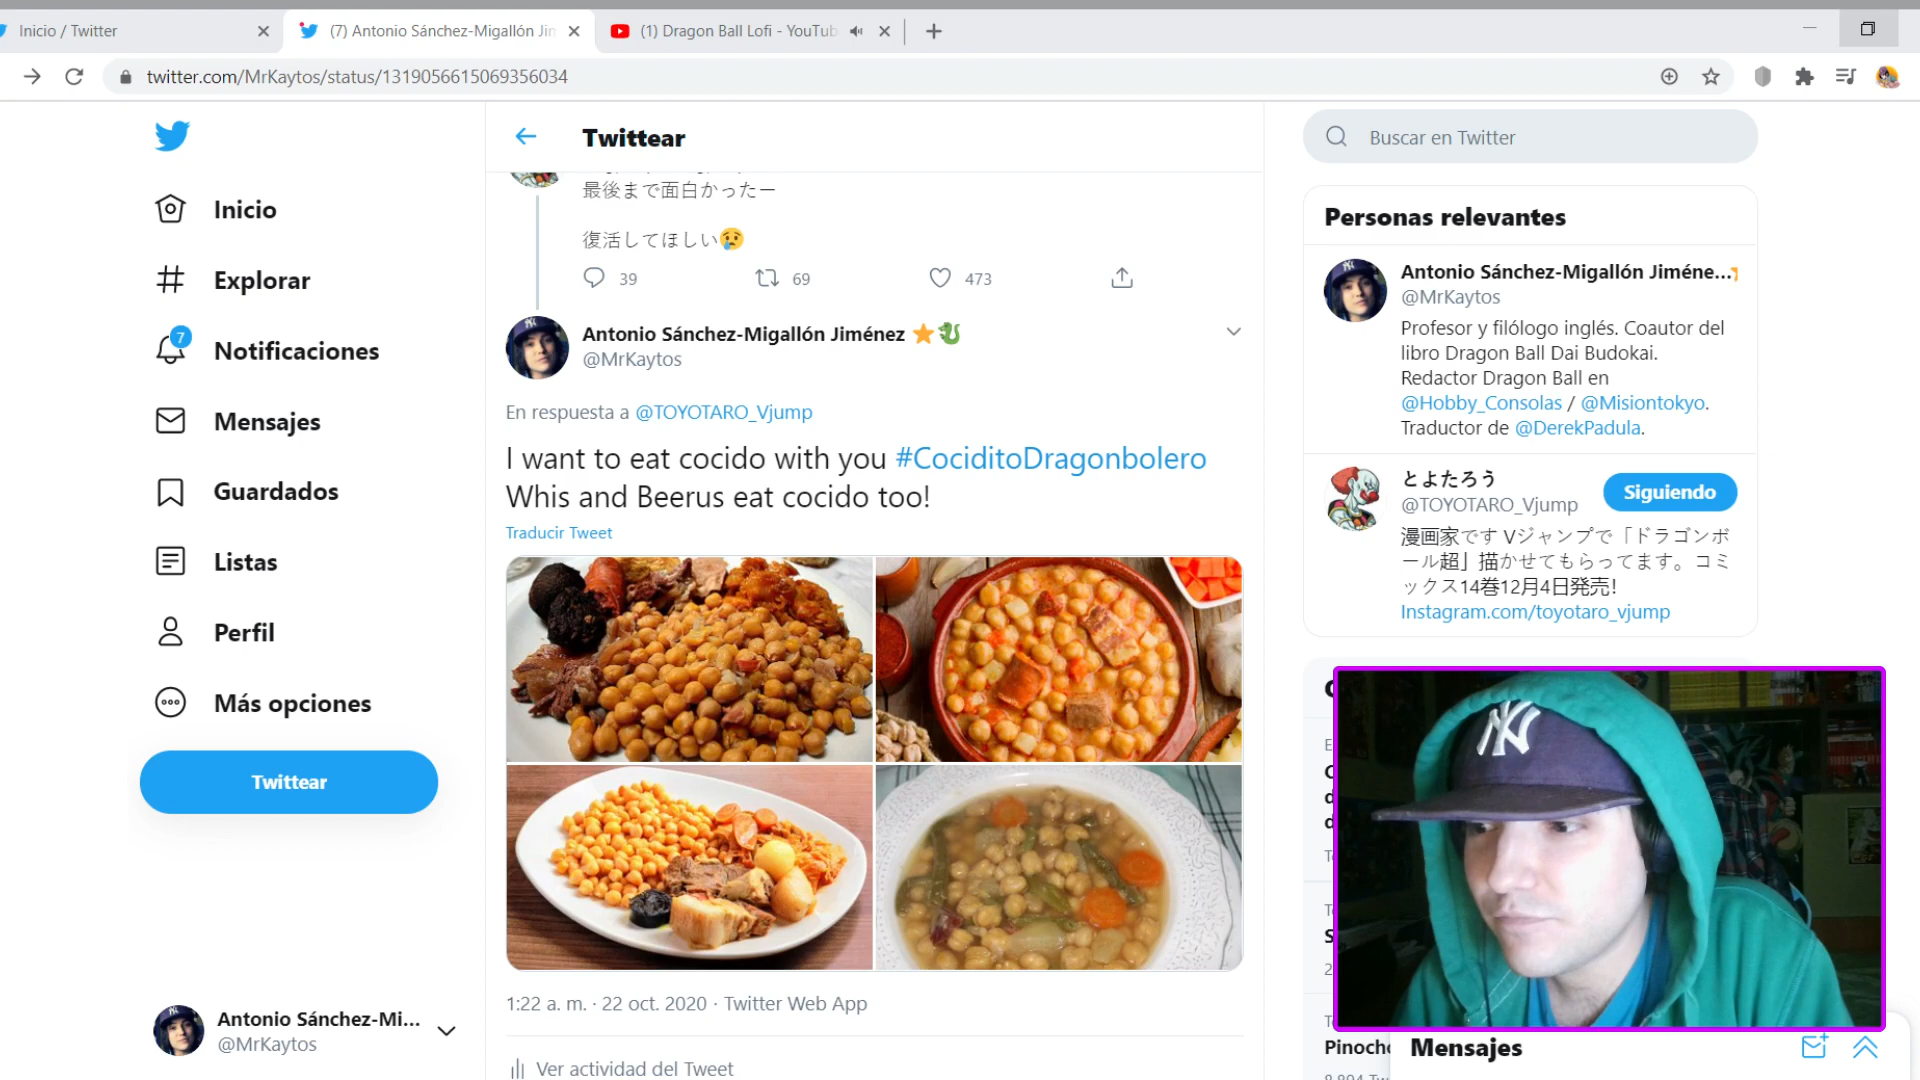 Inicio / Twitter
(7) Antonio Sánchez-Migallón Jim
(1) Dragon Ball Lofi - YouTub
twitter.com/MrKaytos/status/1319056615069356034
Inicio
Explorar
7
Notificaciones
Mensajes
Guardados
Listas
Perfil
Más opciones
Twittear
Antonio Sánchez-Mi...
@MrKaytos
Twittear
最後まで面白かったー
復活してほしい😢
39
69
473
Antonio Sánchez-Migallón Jiménez ⭐🐉
@MrKaytos
En respuesta a @TOYOTARO_Vjump
I want to eat cocido with you #CociditoDragonbolero
Whis and Beerus eat cocido too!
Traducir Tweet
1:22 a. m. · 22 oct. 2020 · Twitter Web App
Ver actividad del Tweet
Buscar en Twitter
Personas relevantes
Antonio Sánchez-Migallón Jiméne...
@MrKaytos
Profesor y filólogo inglés. Coautor del
libro Dragon Ball Dai Budokai.
Redactor Dragon Ball en
@Hobby_Consolas / @Misiontokyo.
Traductor de @DerekPadula.
とよたろう
@TOYOTARO_Vjump
Siguiendo
漫画家です Vジャンプで「ドラゴンボ
ール超」描かせてもらってます。コミ
ックス14巻12月4日発売!
Instagram.com/toyotaro_vjump
NY
Pinoch
Mensajes